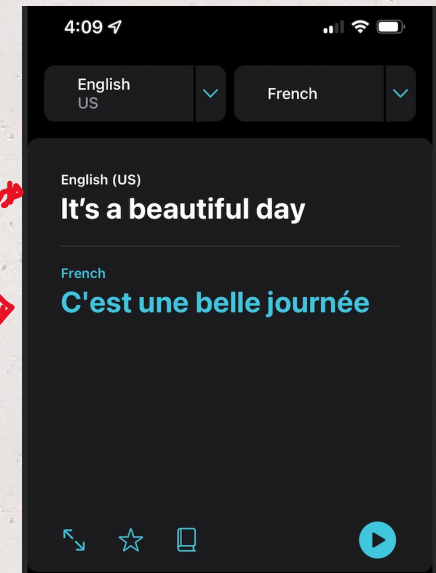 4:09
English
US
French
English (US)
It's a beautiful day
French
C'est une belle journée